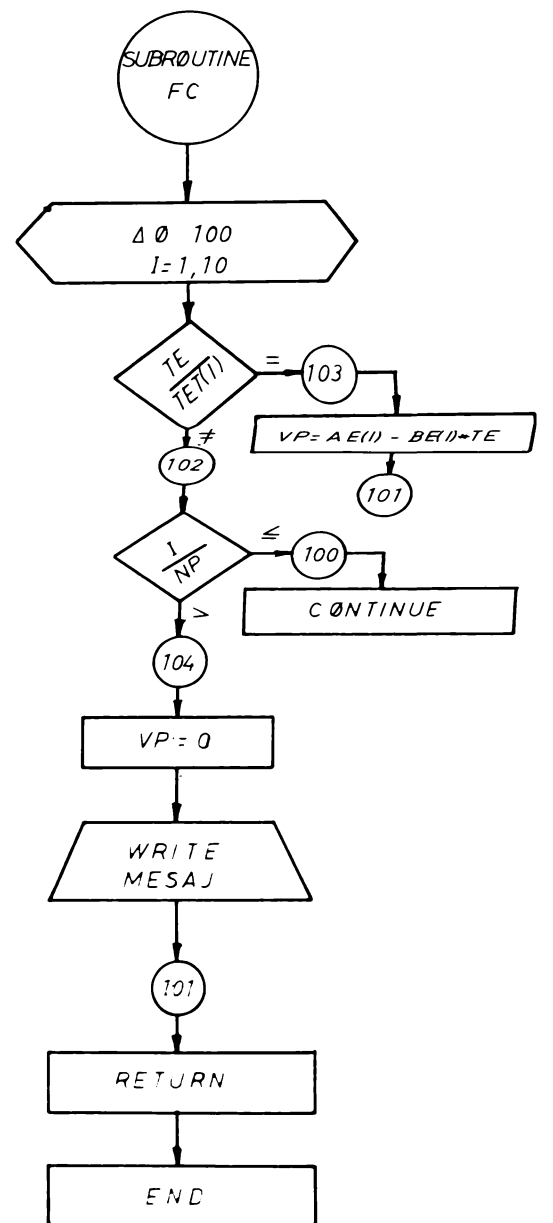 SUBRØUTINE
FC
Δ Ø 100
I=1,10
TE
TET(I)
=
103
VP=AE(I) - BE(I)*TE
101
≠
102
I
NP
≤
100
CØNTINUE
>
104
VP=0
WRITE
MESAJ
101
RETURN
END